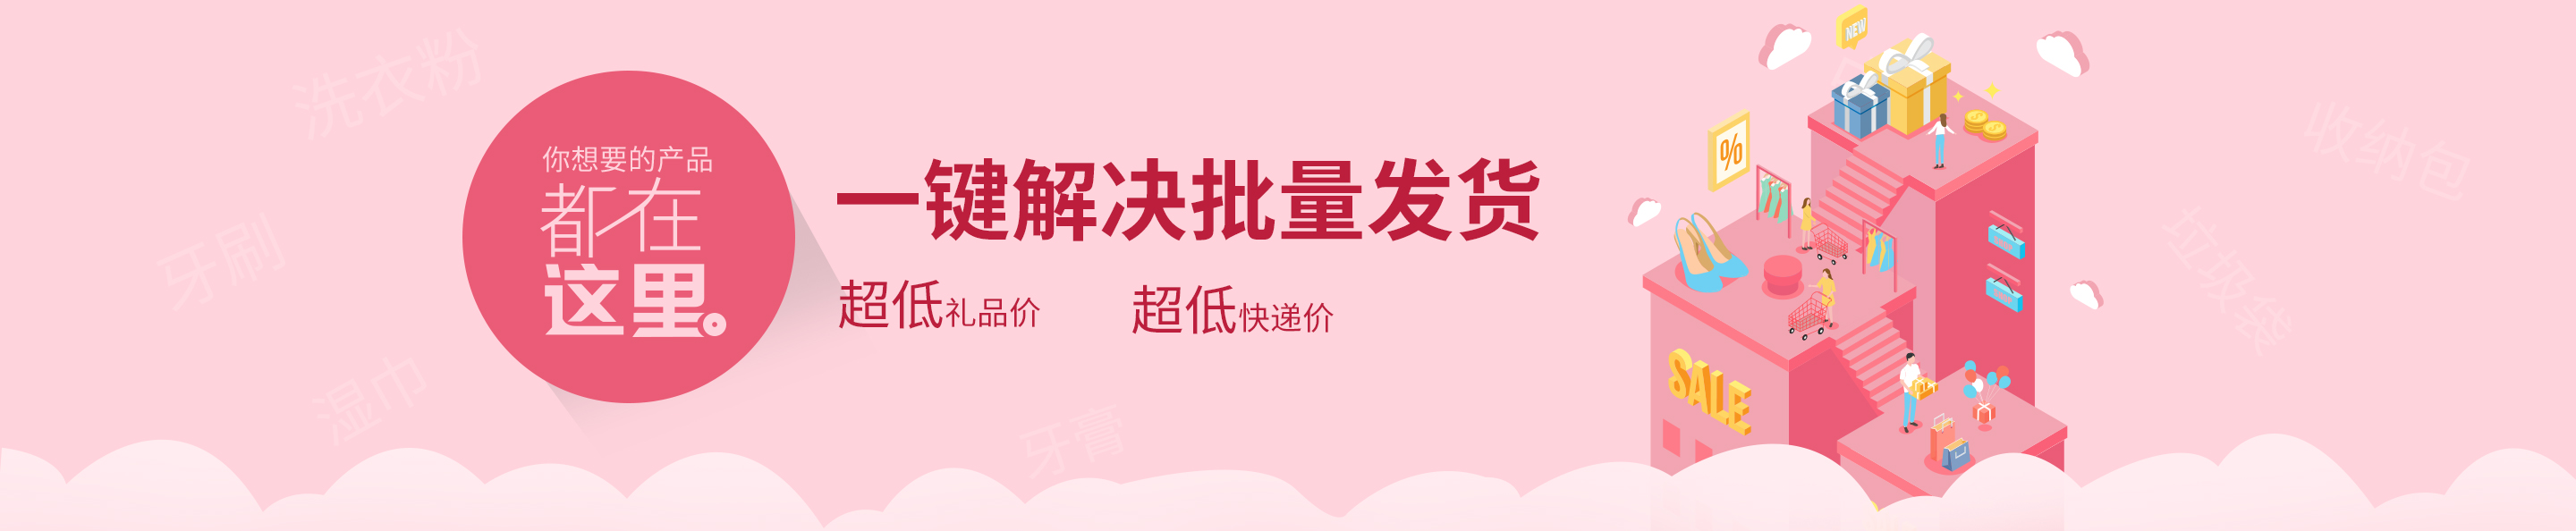 洗衣粉
牙刷
湿巾
你想要的产品
都在
这里。
一键解决批量发货
超低礼品价
超低快递价
牙膏
NEW
%
SALE
收纳包
垃圾袋